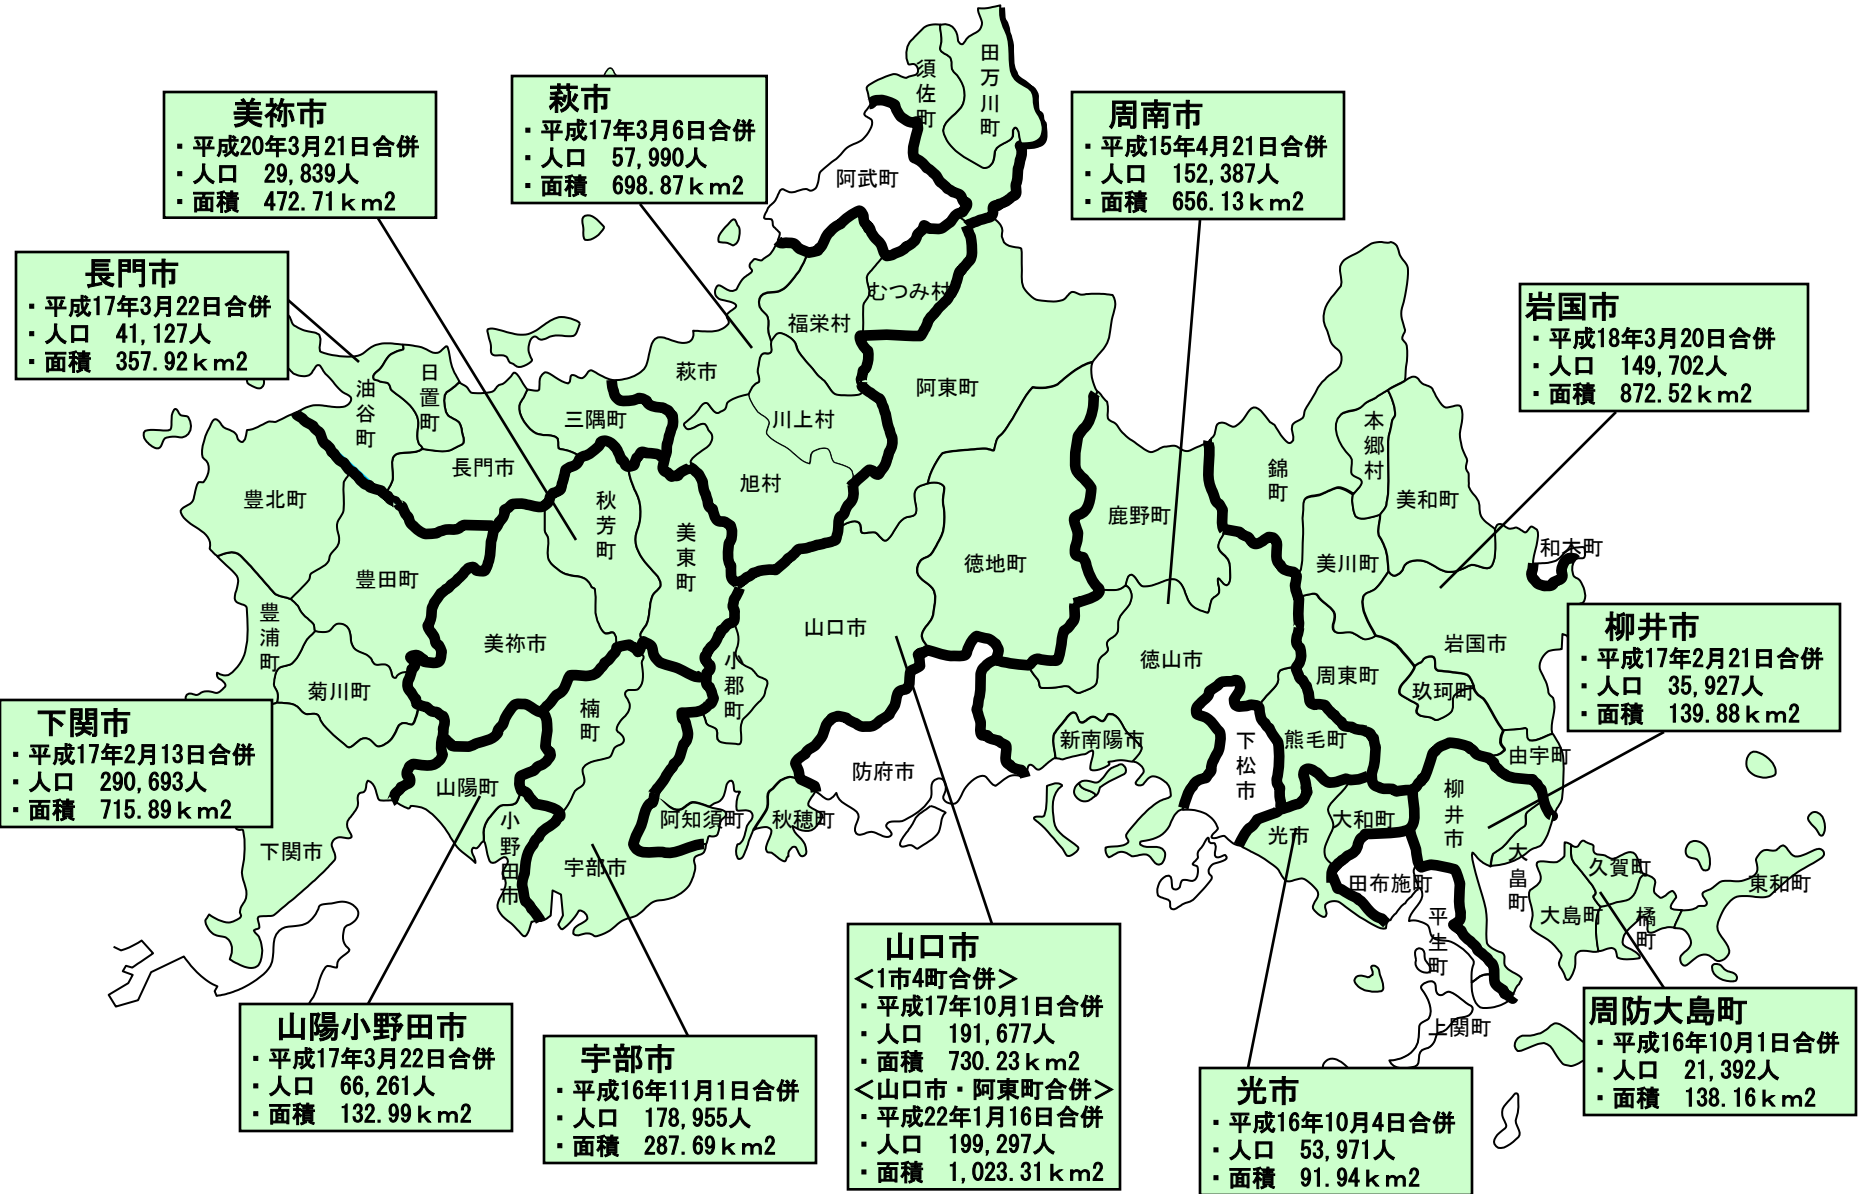 美祢市
・平成20年3月21日合併
・人口　29,839人
・面積　472.71ｋｍ2
萩市
・平成17年3月6日合併
・人口　57,990人
・面積　698.87ｋｍ2
周南市
・平成15年4月21日合併
・人口　152,387人
・面積　656.13ｋｍ2
長門市
・平成17年3月22日合併
・人口　41,127人
・面積　357.92ｋｍ2
岩国市
・平成18年3月20日合併
・人口　149,702人
・面積　872.52ｋｍ2
柳井市
・平成17年2月21日合併
・人口　35,927人
・面積　139.88ｋｍ2
下関市
・平成17年2月13日合併
・人口　290,693人
・面積　715.89ｋｍ2
山陽小野田市
・平成17年3月22日合併
・人口　66,261人
・面積　132.99ｋｍ2
宇部市
・平成16年11月1日合併
・人口　178,955人
・面積　287.69ｋｍ2
山口市
＜1市4町合併＞
・平成17年10月1日合併
・人口　191,677人
・面積　730.23ｋｍ2
＜山口市・阿東町合併＞
・平成22年1月16日合併
・人口　199,297人
・面積　1,023.31ｋｍ2
光市
・平成16年10月4日合併
・人口　53,971人
・面積　91.94ｋｍ2
周防大島町
・平成16年10月1日合併
・人口　21,392人
・面積　138.16ｋｍ2
田万川町
須佐町
阿武町
むつみ村
福栄村
萩市
川上村
旭村
阿東町
油谷町
日置町
三隅町
長門市
豊北町
豊田町
豊浦町
菊川町
下関市
秋芳町
美東町
美祢市
山陽町
小野田市
楠町
宇部市
小郡町
山口市
阿知須町
秋穂町
徳地町
防府市
鹿野町
徳山市
新南陽市
熊毛町
下松市
光市
大和町
田布施町
平生町
上関町
錦町
本郷村
美和町
美川町
和木町
岩国市
周東町
玖珂町
由宇町
柳井市
大畠町
大島町
久賀町
橘町
東和町